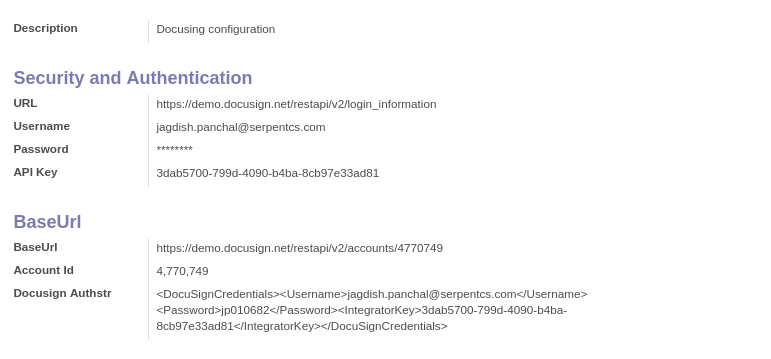 Description Docusing configuration
Security and Authentication
URL https://demo.docusign.net/restapi/v2/login_information
Username jagdish.panchal@serpentcs.com
Password ********
API Key 3dab5700-799d-4090-b4ba-8cb97e33ad81
BaseUrl
BaseUrl https://demo.docusign.net/restapi/v2/accounts/4770749
Account Id 4,770,749
Docusign Authstr <DocuSignCredentials><Username>jagdish.panchal@serpentcs.com</Username>
<Password>jp010682</Password><IntegratorKey>3dab5700-799d-4090-b4ba-
8cb97e33ad81</IntegratorKey></DocuSignCredentials>